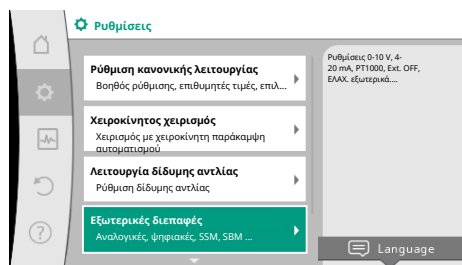 Ρυθμίσεις
Ρύθμιση κανονικής λειτουργίας
Βοηθός ρύθμισης, επιθυμητές τιμές, επιλ...
Χειροκίνητος χειρισμός
Χειρισμός με χειροκίνητη παράκαμψη
αυτοματισμού
Λειτουργία δίδυμης αντλίας
Ρύθμιση δίδυμης αντλίας
Εξωτερικές διεπαφές
Αναλογικές, ψηφιακές, SSM, SBM ...
Ρυθμίσεις 0-10 V, 4-
20 mA, PT1000, Ext. OFF,
ΕΛΑΧ. εξωτερικά....
Language